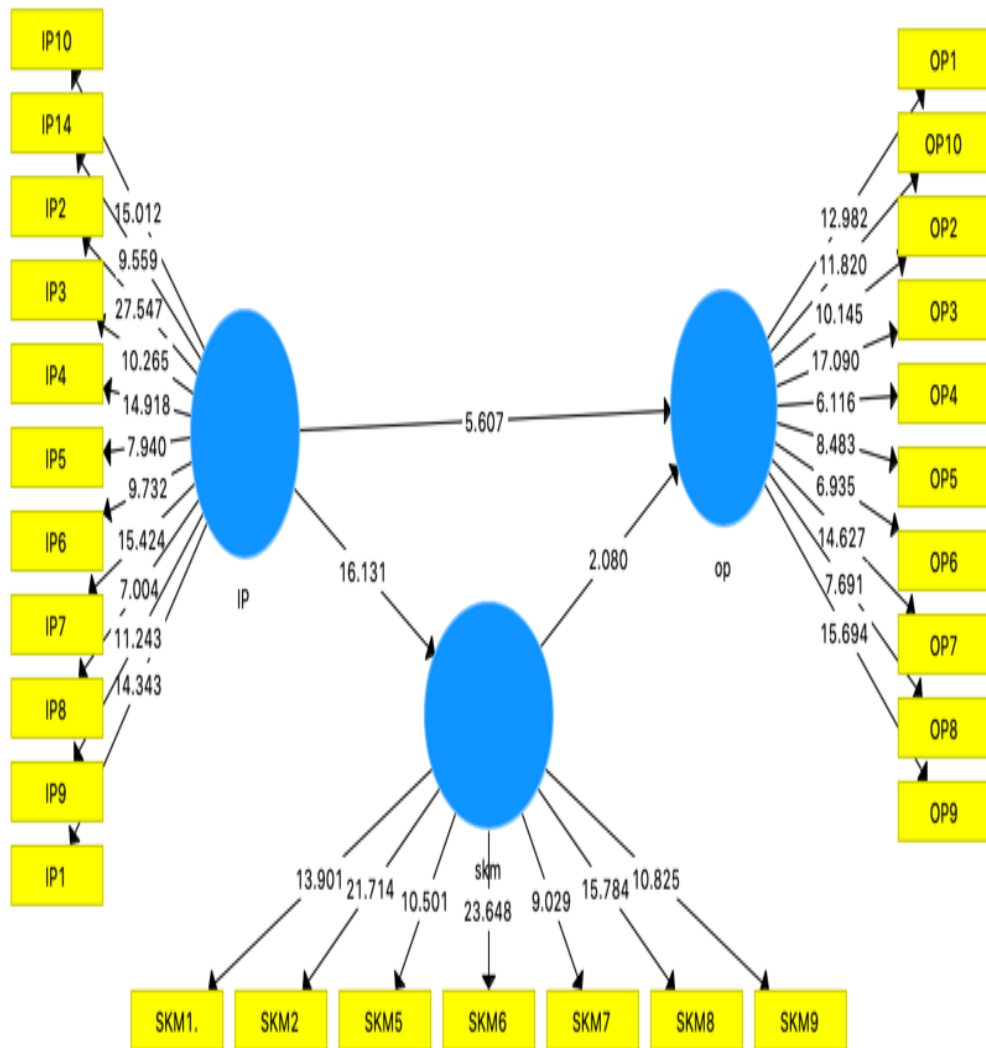 IP10
IP14
IP2
IP3
IP4
IP5
IP6
IP7
IP8
IP9
IP1
15.012
9.559
27.547
10.265
14.918
7.940
9.732
15.424
7.004
11.243
14.343
IP
5.607
16.131
2.080
op
12.982
11.820
10.145
17.090
6.116
8.483
6.935
14.627
7.691
15.694
OP1
OP10
OP2
OP3
OP4
OP5
OP6
OP7
OP8
OP9
skm
13.901
21.714
10.501
23.648
9.029
15.784
10.825
SKM1.
SKM2
SKM5
SKM6
SKM7
SKM8
SKM9